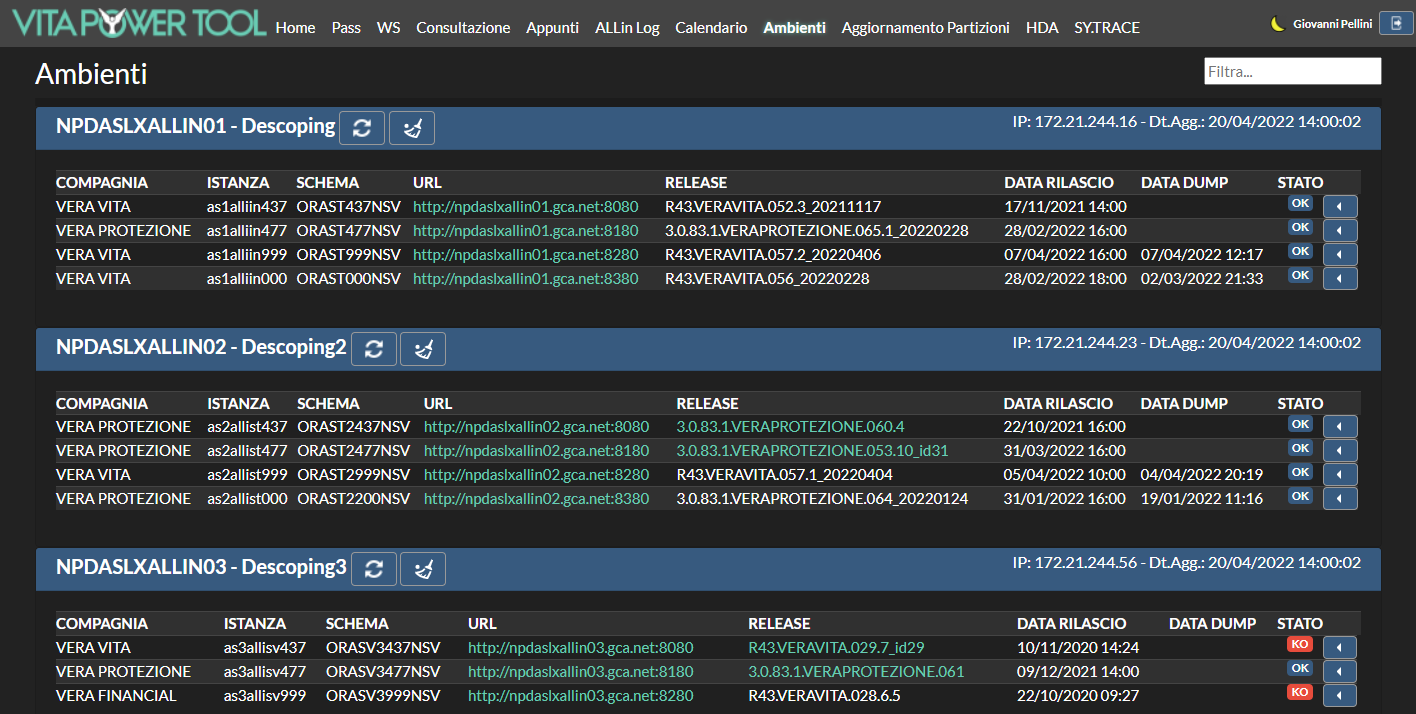 VITA POWER TOOL Home Pass WS Consultazione Appunti ALLin Log Calendario Ambienti Aggiornamento Partizioni HDA SY.TRACE Giovanni Pellini
Ambienti Filtra...
NPDASLXALLIN01 - Descoping IP: 172.21.244.16 - Dt.Agg.: 20/04/2022 14:00:02
COMPAGNIA ISTANZA SCHEMA URL RELEASE DATA RILASCIO DATA DUMP STATO
VERA VITA as1alliin437 ORAST437NSV http://npdaslxallin01.gca.net:8080 R43.VERAVITA.052.3_20211117 17/11/2021 14:00 OK
VERA PROTEZIONE as1alliin477 ORAST477NSV http://npdaslxallin01.gca.net:8180 3.0.83.1.VERAPROTEZIONE.065.1_20220228 28/02/2022 16:00 OK
VERA VITA as1alliin999 ORAST999NSV http://npdaslxallin01.gca.net:8280 R43.VERAVITA.057.2_20220406 07/04/2022 16:00 07/04/2022 12:17 OK
VERA VITA as1alliin000 ORAST000NSV http://npdaslxallin01.gca.net:8380 R43.VERAVITA.056_20220228 28/02/2022 18:00 02/03/2022 21:33 OK
NPDASLXALLIN02 - Descoping2 IP: 172.21.244.23 - Dt.Agg.: 20/04/2022 14:00:02
COMPAGNIA ISTANZA SCHEMA URL RELEASE DATA RILASCIO DATA DUMP STATO
VERA PROTEZIONE as2allist437 ORAST2437NSV http://npdaslxallin02.gca.net:8080 3.0.83.1.VERAPROTEZIONE.060.4 22/10/2021 16:00 OK
VERA PROTEZIONE as2allist477 ORAST2477NSV http://npdaslxallin02.gca.net:8180 3.0.83.1.VERAPROTEZIONE.053.10_id31 31/03/2022 16:00 OK
VERA VITA as2allist999 ORAST2999NSV http://npdaslxallin02.gca.net:8280 R43.VERAVITA.057.1_20220404 05/04/2022 10:00 04/04/2022 20:19 OK
VERA PROTEZIONE as2allist000 ORAST2200NSV http://npdaslxallin02.gca.net:8380 3.0.83.1.VERAPROTEZIONE.064_20220124 31/01/2022 16:00 19/01/2022 11:16 OK
NPDASLXALLIN03 - Descoping3 IP: 172.21.244.56 - Dt.Agg.: 20/04/2022 14:00:02
COMPAGNIA ISTANZA SCHEMA URL RELEASE DATA RILASCIO DATA DUMP STATO
VERA VITA as3allisv437 ORASV3437NSV http://npdaslxallin03.gca.net:8080 R43.VERAVITA.029.7_id29 10/11/2020 14:24 KO
VERA PROTEZIONE as3allisv477 ORASV3477NSV http://npdaslxallin03.gca.net:8180 3.0.83.1.VERAPROTEZIONE.061 09/12/2021 14:00 OK
VERA FINANCIAL as3allisv999 ORASV3999NSV http://npdaslxallin03.gca.net:8280 R43.VERAVITA.028.6.5 22/10/2020 09:27 KO